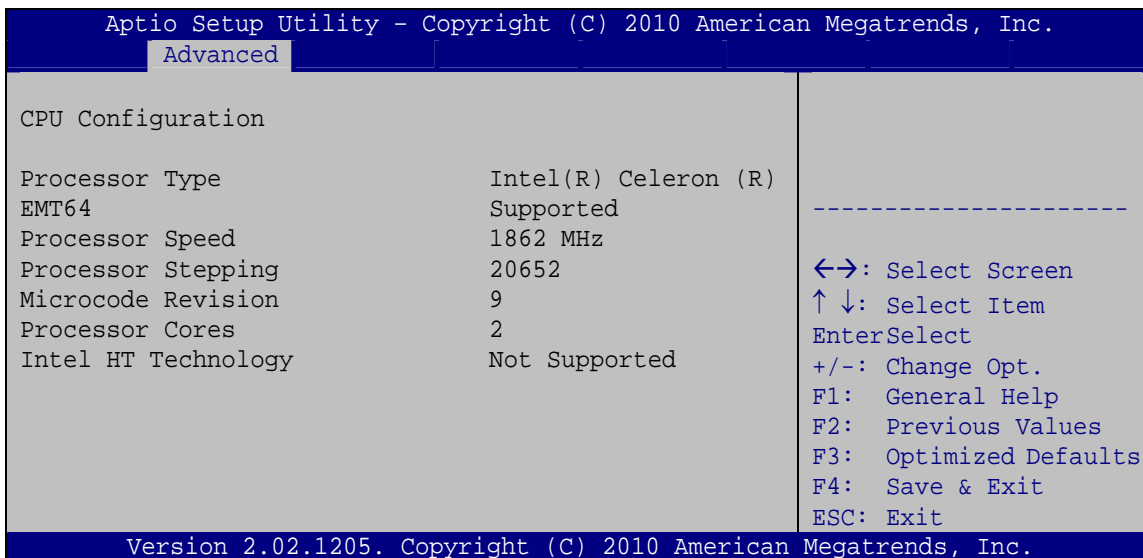 Aptio Setup Utility – Copyright (C) 2010 American Megatrends, Inc.
Advanced
CPU Configuration
Processor Type Intel(R) Celeron (R)
EMT64 Supported
Processor Speed 1862 MHz
Processor Stepping 20652
Microcode Revision 9
Processor Cores 2
Intel HT Technology Not Supported
----------------------
←→: Select Screen
↑ ↓: Select Item
EnterSelect
+/-: Change Opt.
F1: General Help
F2: Previous Values
F3: Optimized Defaults
F4: Save & Exit
ESC: Exit
Version 2.02.1205. Copyright (C) 2010 American Megatrends, Inc.